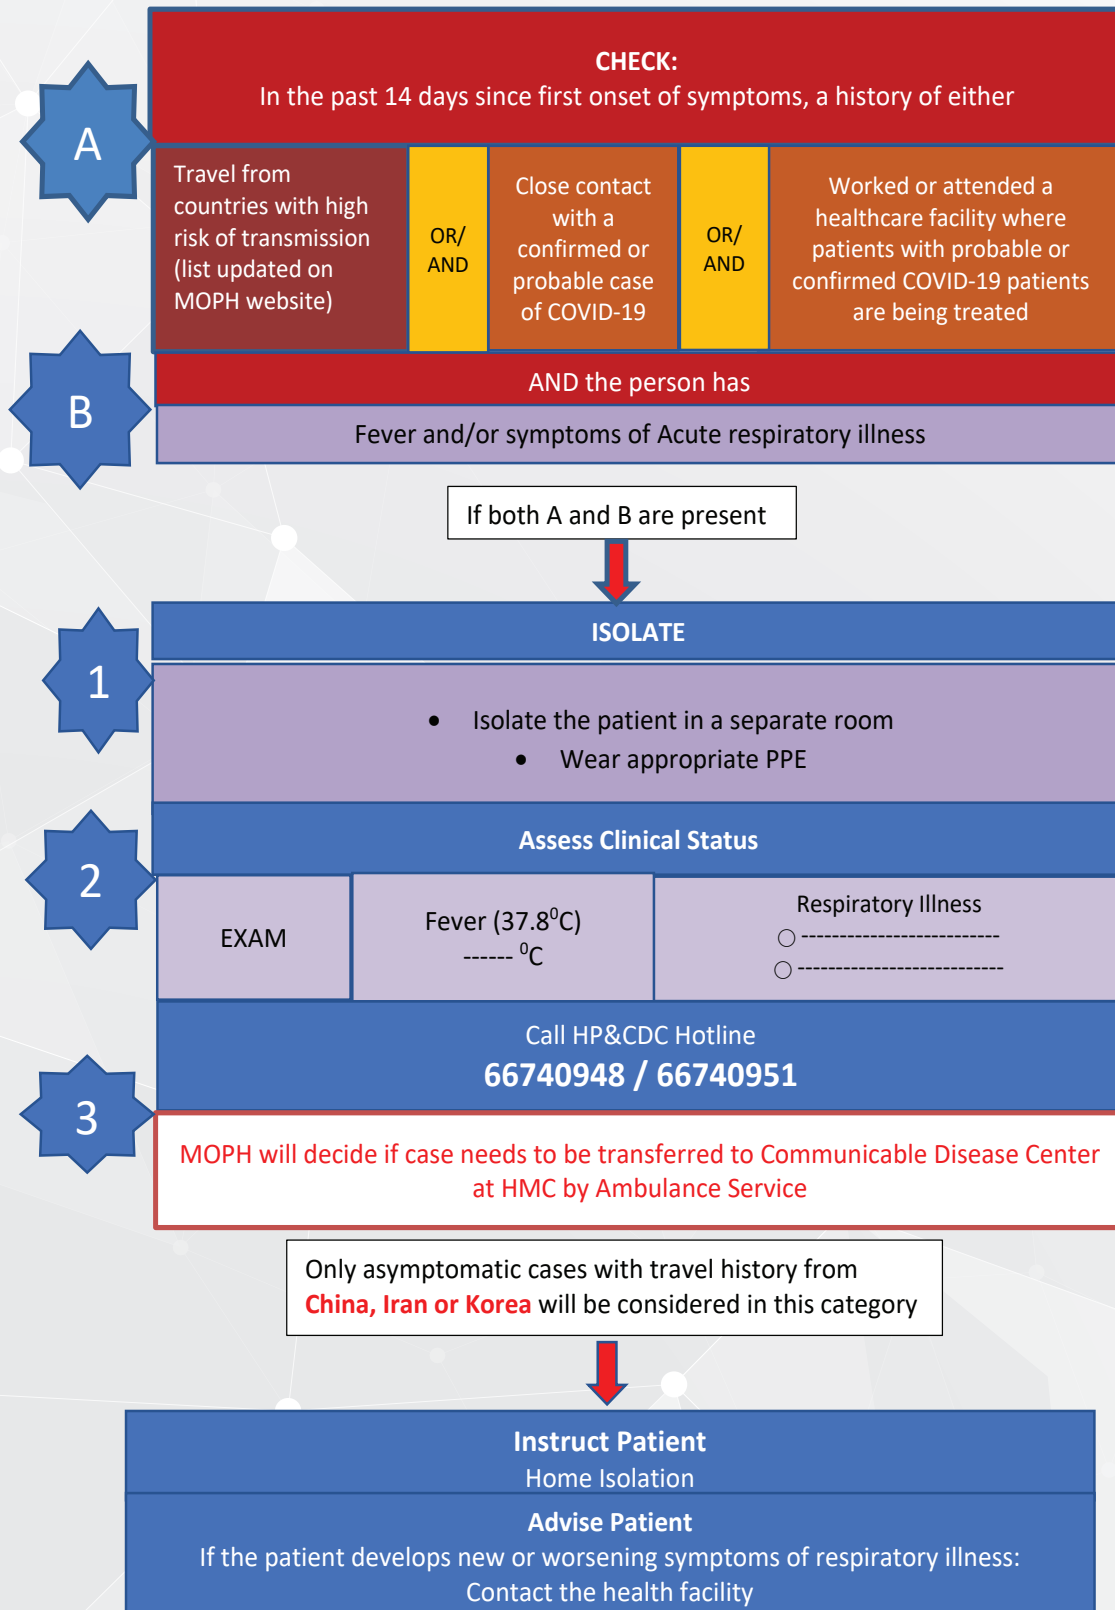 CHECK:
In the past 14 days since first onset of symptoms, a history of either
A
Travel from
countries with high
risk of transmission
(list updated on
MOPH website)
OR/
AND
Close contact
with a
confirmed or
probable case
of COVID-19
OR/
AND
Worked or attended a
healthcare facility where
patients with probable or
confirmed COVID-19 patients
are being treated
B
AND the person has
Fever and/or symptoms of Acute respiratory illness
If both A and B are present
ISOLATE
1
• Isolate the patient in a separate room
• Wear appropriate PPE
Assess Clinical Status
2
EXAM
Fever (37.8⁰C)
------ ⁰C
Respiratory Illness
○ --------------------------
○ ---------------------------
Call HP&CDC Hotline
66740948 / 66740951
3
MOPH will decide if case needs to be transferred to Communicable Disease Center
at HMC by Ambulance Service
Only asymptomatic cases with travel history from
China, Iran or Korea will be considered in this category
Instruct Patient
Home Isolation
Advise Patient
If the patient develops new or worsening symptoms of respiratory illness:
Contact the health facility